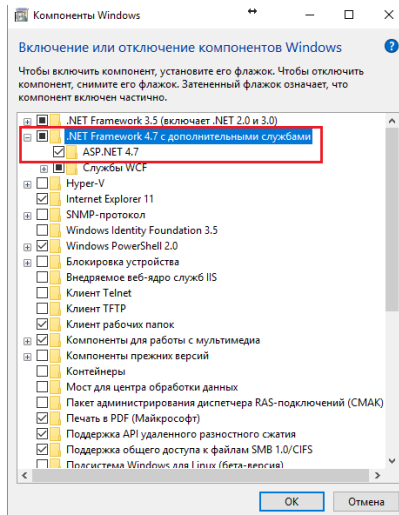 Компоненты Windows
Включение или отключение компонентов Windows
Чтобы включить компонент, установите его флажок. Чтобы отключить
компонент, снимите его флажок. Затененный флажок означает, что
компонент включен частично.
.NET Framework 3.5 (включает .NET 2.0 и 3.0)
.NET Framework 4.7 с дополнительными службами
ASP.NET 4.7
Службы WCF
Hyper-V
Internet Explorer 11
SNMP-протокол
Windows Identity Foundation 3.5
Windows PowerShell 2.0
Блокировка устройства
Внедряемое веб-ядро служб IIS
Клиент Telnet
Клиент TFTP
Клиент рабочих папок
Компоненты для работы с мультимедиа
Компоненты прежних версий
Контейнеры
Мост для центра обработки данных
Пакет администрирования диспетчера RAS-подключений (CMAK)
Печать в PDF (Майкрософт)
Поддержка API удаленного разностного сжатия
Поддержка общего доступа к файлам SMB 1.0/CIFS
Подсистема Windows для Linux (бета-версия)
OK
Отмена